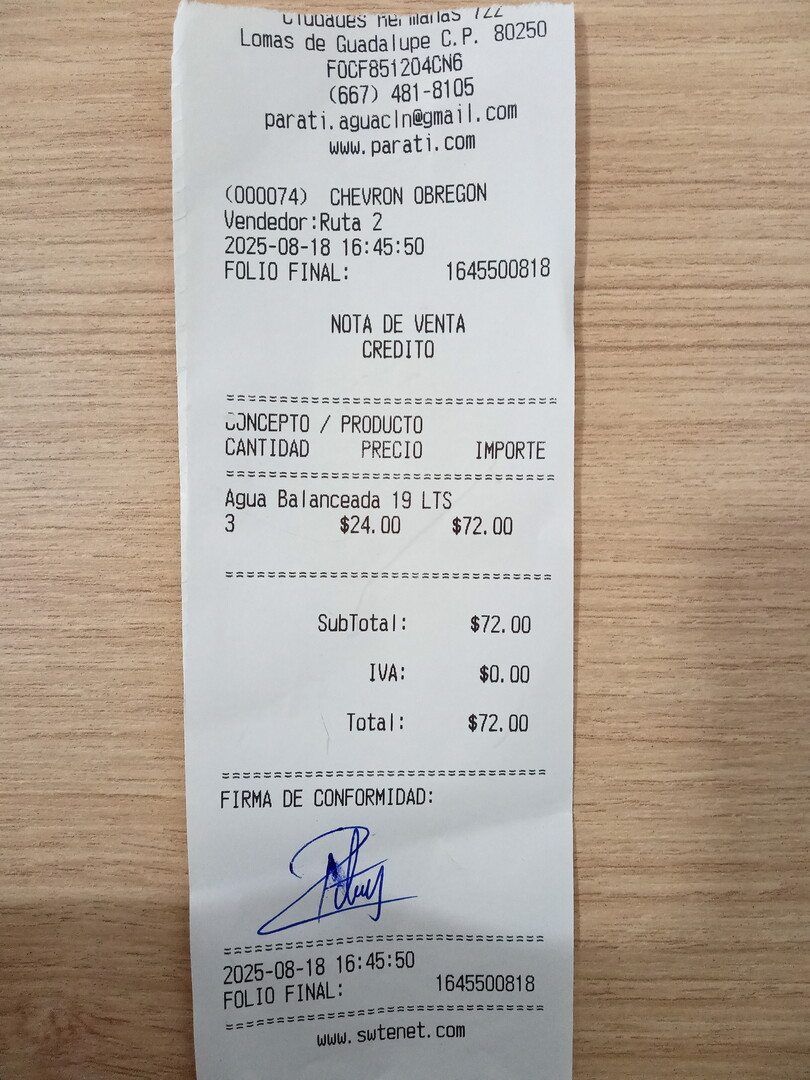 Ciudades Hermanas 722
Lomas de Guadalupe C.P. 80250
FOCF851204CN6
(667) 481-8105
parati.aguacln@gmail.com
www.parati.com
(000074) CHEVRON OBREGON
Vendedor:Ruta 2
2025-08-18 16:45:50
FOLIO FINAL: 1645500818
NOTA DE VENTA
CREDITO
==================================
CONCEPTO / PRODUCTO
CANTIDAD PRECIO IMPORTE
==================================
Agua Balanceada 19 LTS
3 $24.00 $72.00
==================================
SubTotal: $72.00
IVA: $0.00
Total: $72.00
==================================
FIRMA DE CONFORMIDAD:
==================================
2025-08-18 16:45:50
FOLIO FINAL: 1645500818
==================================
www.swtenet.com